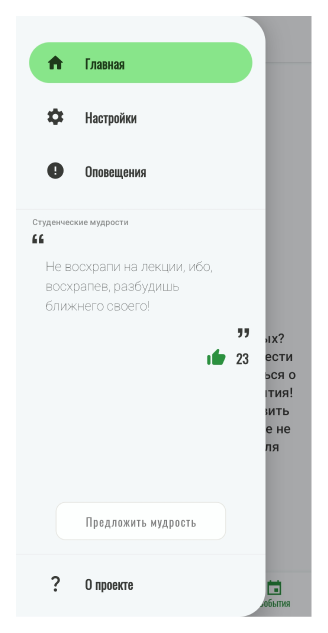 Главная
Настройки
Оповещения
Студенческие мудрости
“
Не восхрапи на лекции, ибо,
восхрапев, разбудишь
ближнего своего!
”
23
Предложить мудрость
? О проекте
ых?
ести
ься о
тия!
вить
е не
ля
обытия